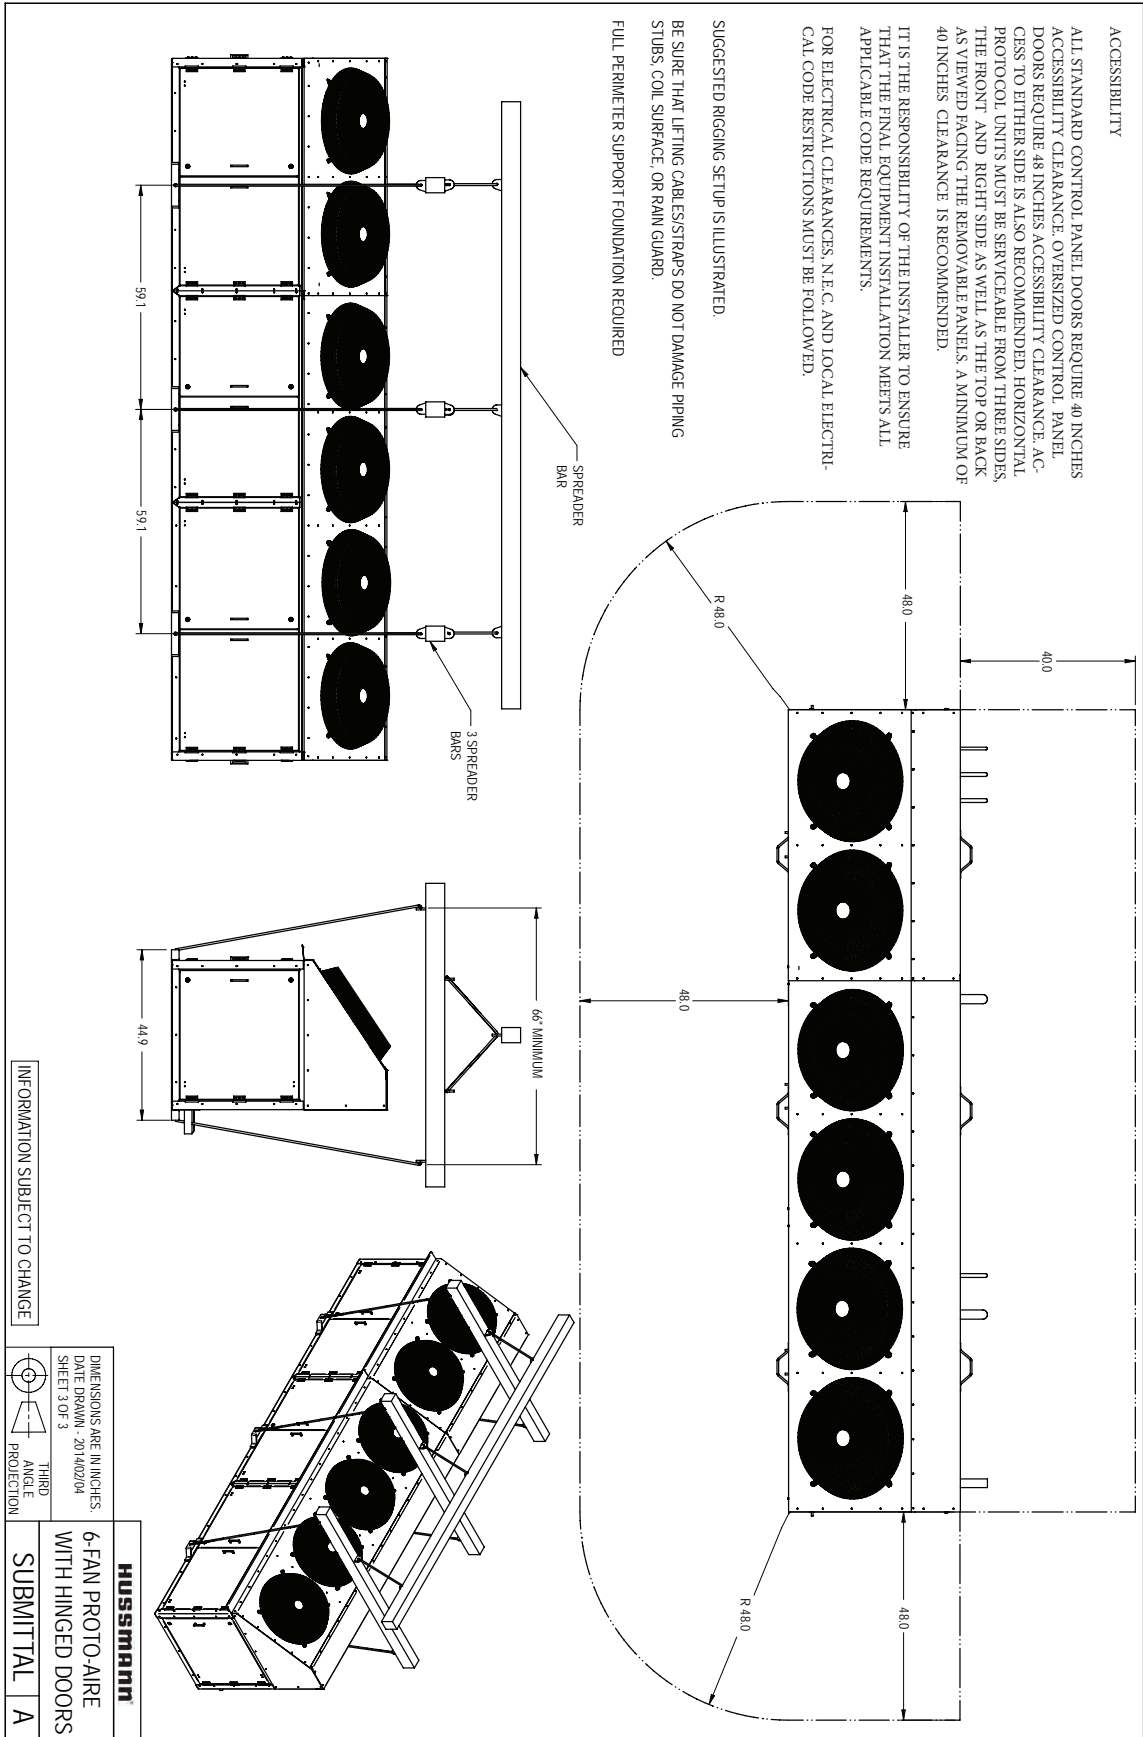 ACCESSIBILITY
ALL STANDARD CONTROL PANEL DOORS REQUIRE 40 INCHES
ACCESSIBILITY CLEARANCE. OVERSIZED CONTROL PANEL
DOORS REQUIRE 48 INCHES ACCESSIBILITY CLEARANCE. AC-
CESS TO EITHER SIDE IS ALSO RECOMMENDED. HORIZONTAL
PROTOCOL UNITS MUST BE SERVICEABLE FROM THREE SIDES,
THE FRONT AND RIGHT SIDE AS WELL AS THE TOP OR BACK
AS VIEWED FACING THE REMOVABLE PANELS. A MINIMUM OF
40 INCHES CLEARANCE IS RECOMMENDED.
IT IS THE RESPONSIBILITY OF THE INSTALLER TO ENSURE
THAT THE FINAL EQUIPMENT INSTALLATION MEETS ALL
APPLICABLE CODE REQUIREMENTS.
FOR ELECTRICAL CLEARANCES, N.E.C. AND LOCAL ELECTRI-
CAL CODE RESTRICTIONS MUST BE FOLLOWED.
SUGGESTED RIGGING SETUP IS ILLUSTRATED.
BE SURE THAT LIFTING CABLES/STRAPS DO NOT DAMAGE PIPING
STUBS, COIL SURFACE, OR RAIN GUARD.
FULL PERIMETER SUPPORT FOUNDATION REQUIRED
40.0
48.0
R 48.0
48.0
48.0
R 48.0
SPREADER
BAR
3 SPREADER
BARS
59.1
59.1
66" MINIMUM
44.9
INFORMATION SUBJECT TO CHANGE
DIMENSIONS ARE IN INCHES.
DATE DRAWN - 2014/02/04
SHEET 3 OF 3
THIRD
ANGLE
PROJECTION
HUSSMANN®
6-FAN PROTO-AIRE
WITH HINGED DOORS
SUBMITTAL
A